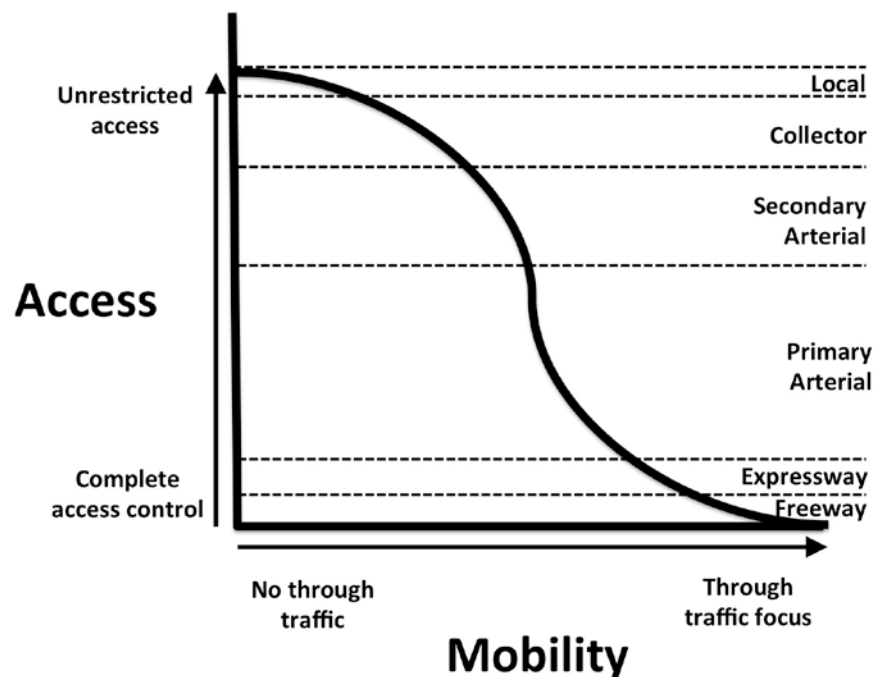 Unrestricted
access
Access
Complete
access control
Local
Collector
Secondary
Arterial
Primary
Arterial
Expressway
Freeway
No through
traffic
Through
traffic focus
Mobility